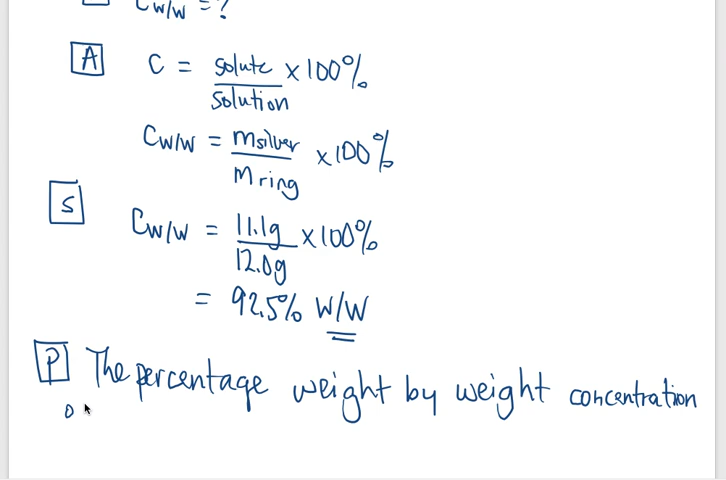 Cw/w = ?
A C = solute/solution x 100%
Cw/w = msilver/mring x 100%
S Cw/w = 11.1g/12.0g x 100%
= 92.5% W/W
P The percentage weight by weight concentration
o